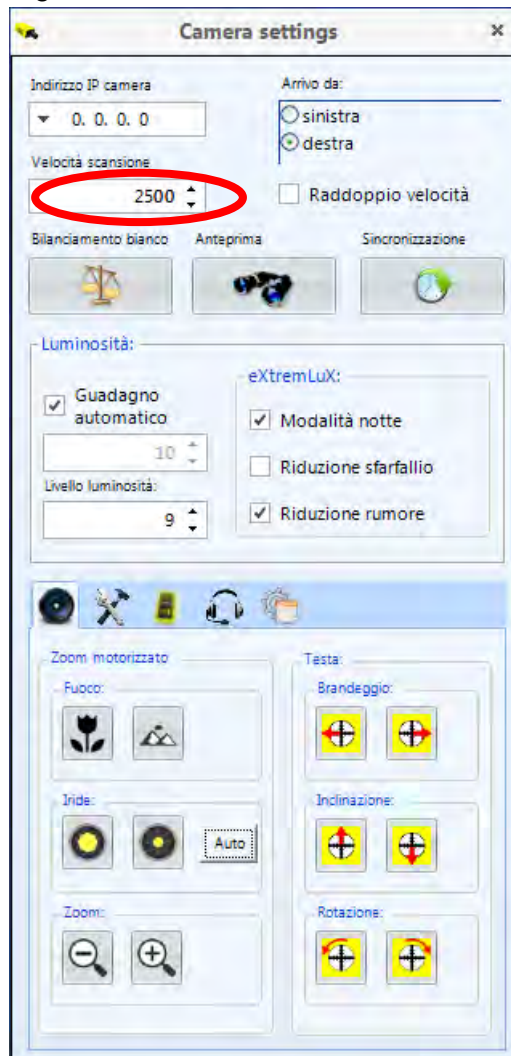 Camera settings
Indirizzo IP camera
0. 0. 0. 0
Arrivo da:
sinistra
destra
Velocità scansione
2500
Raddoppio velocità
Bilanciamento bianco
Anteprima
Sincronizzazione
Luminosità:
Guadagno
automatico
10
Livello luminosità:
9
eXtremLuX:
Modalità notte
Riduzione sfarfallio
Riduzione rumore
Zoom motorizzato
Fuoco:
Iride:
Auto
Zoom:
Testa:
Brandeggio:
Inclinazione:
Rotazione: